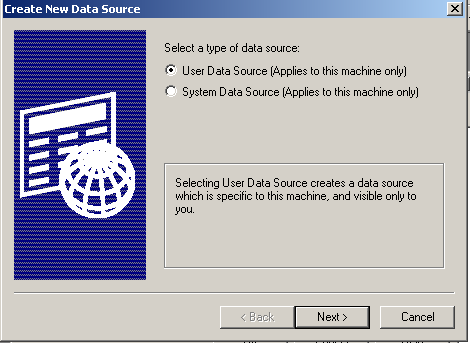 Create New Data Source
Select a type of data source:
User Data Source (Applies to this machine only)
System Data Source (Applies to this machine only)
Selecting User Data Source creates a data source
which is specific to this machine, and visible only to
you.
< Back
Next >
Cancel